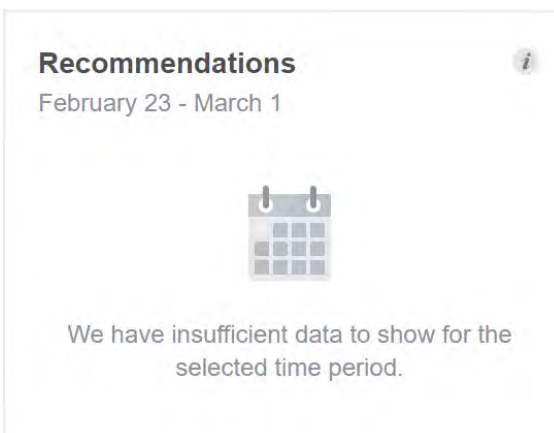 Recommendations
i
February 23 - March 1
We have insufficient data to show for the
selected time period.